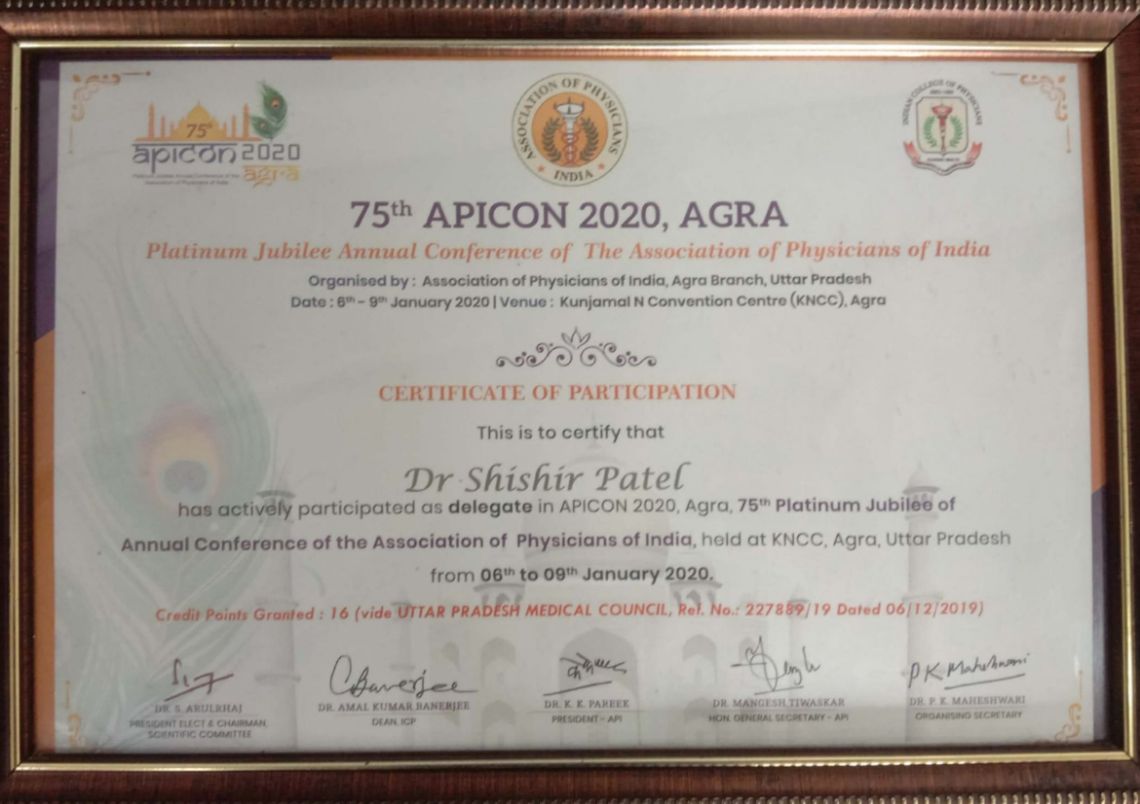 75th
apicon 2020
agra
ASSOCIATION OF PHYSICIANS
INDIA
INDIAN COLLEGE OF PHYSICIANS
75th APICON 2020, AGRA
Platinum Jubilee Annual Conference of The Association of Physicians of India
Organised by : Association of Physicians of India, Agra Branch, Uttar Pradesh
Date : 6th - 9th January 2020 | Venue : Kunjamal N Convention Centre (KNCC), Agra
CERTIFICATE OF PARTICIPATION
This is to certify that
Dr Shishir Patel
has actively participated as delegate in APICON 2020, Agra, 75th Platinum Jubilee of
Annual Conference of the Association of Physicians of India, held at KNCC, Agra, Uttar Pradesh
from 06th to 09th January 2020.
Credit Points Granted : 16 (vide UTTAR PRADESH MEDICAL COUNCIL, Ref. No.: 227889/19 Dated 06/12/2019)
CBanerjee
P K Maheshwari
DR. S. ARULRHAJ
PRESIDENT ELECT & CHAIRMAN,
SCIENTIFIC COMMITTEE
DR. AMAL KUMAR BANERJEE
DEAN, ICP
DR. K. K. PAREEK
PRESIDENT - API
DR. MANGESH TIWASKAR
HON. GENERAL SECRETARY - API
DR. P. K. MAHESHWARI
ORGANISING SECRETARY